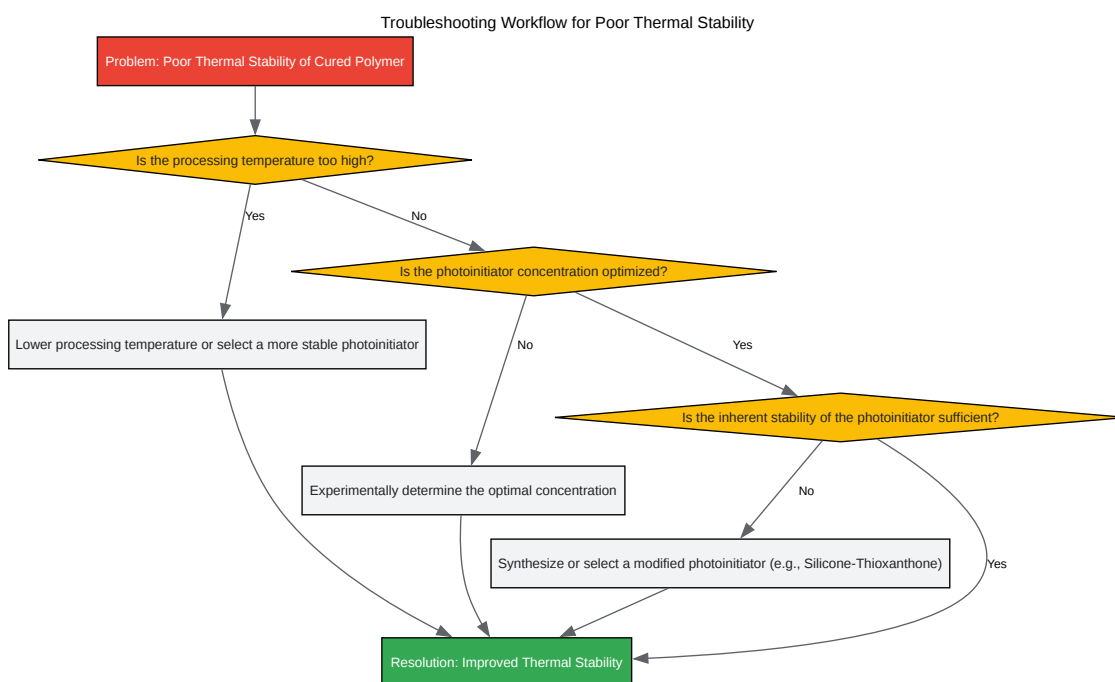 Troubleshooting Workflow for Poor Thermal Stability
Problem: Poor Thermal Stability of Cured Polymer
Is the processing temperature too high?
Yes
No
Is the photoinitiator concentration optimized?
Lower processing temperature or select a more stable photoinitiator
No
Yes
Is the inherent stability of the photoinitiator sufficient?
Experimentally determine the optimal concentration
No
Synthesize or select a modified photoinitiator (e.g., Silicone-Thioxanthone)
Yes
Resolution: Improved Thermal Stability